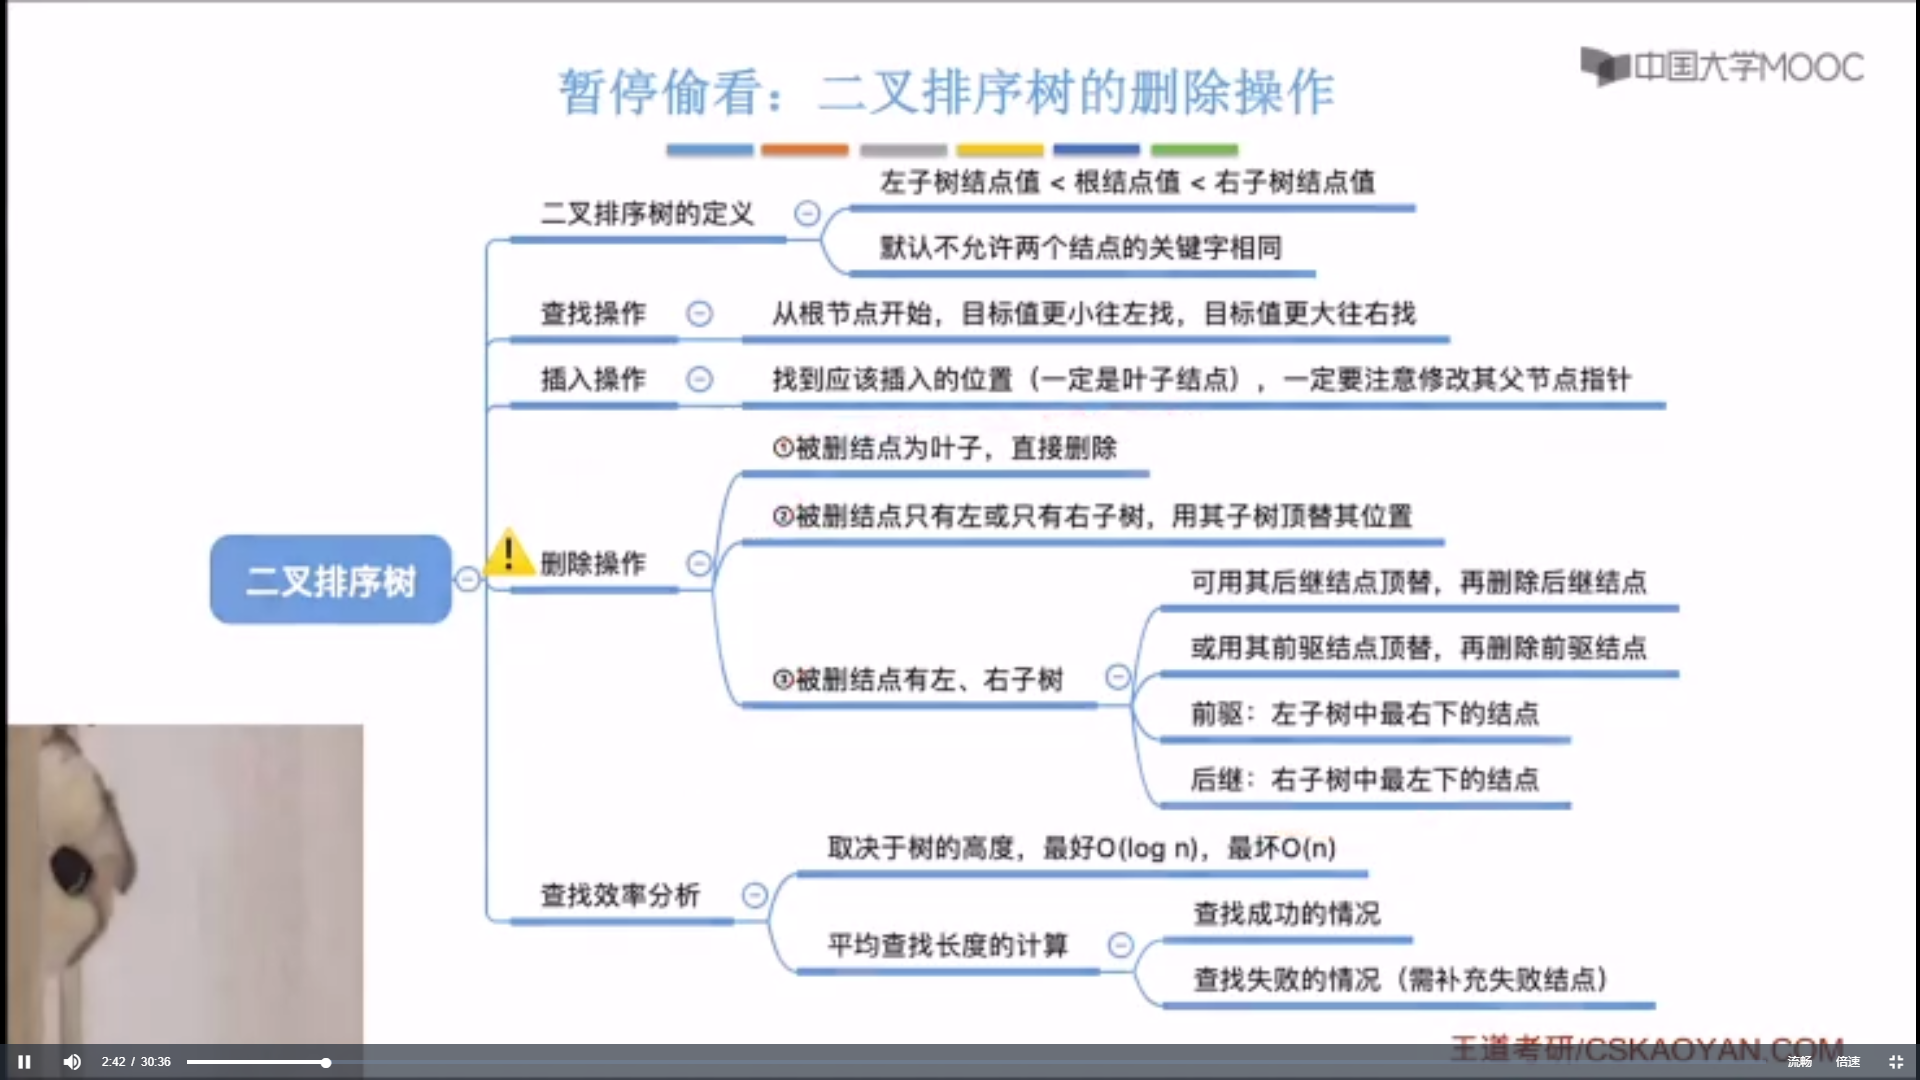 中国大学MOOC
暂停偷看：二叉排序树的删除操作
二叉排序树
二叉排序树的定义
左子树结点值 < 根结点值 < 右子树结点值
默认不允许两个结点的关键字相同
查找操作
从根节点开始，目标值更小往左找，目标值更大往右找
插入操作
找到应该插入的位置（一定是叶子结点），一定要注意修改其父节点指针
删除操作
①被删结点为叶子，直接删除
②被删结点只有左或只有右子树，用其子树顶替其位置
③被删结点有左、右子树
可用其后继结点顶替，再删除后继结点
或用其前驱结点顶替，再删除前驱结点
前驱：左子树中最右下的结点
后继：右子树中最左下的结点
查找效率分析
取决于树的高度，最好O(log n)，最坏O(n)
平均查找长度的计算
查找成功的情况
查找失败的情况（需补充失败结点）
王道考研/CSKAOYAN.COM
2:42 / 30:36
流畅
倍速